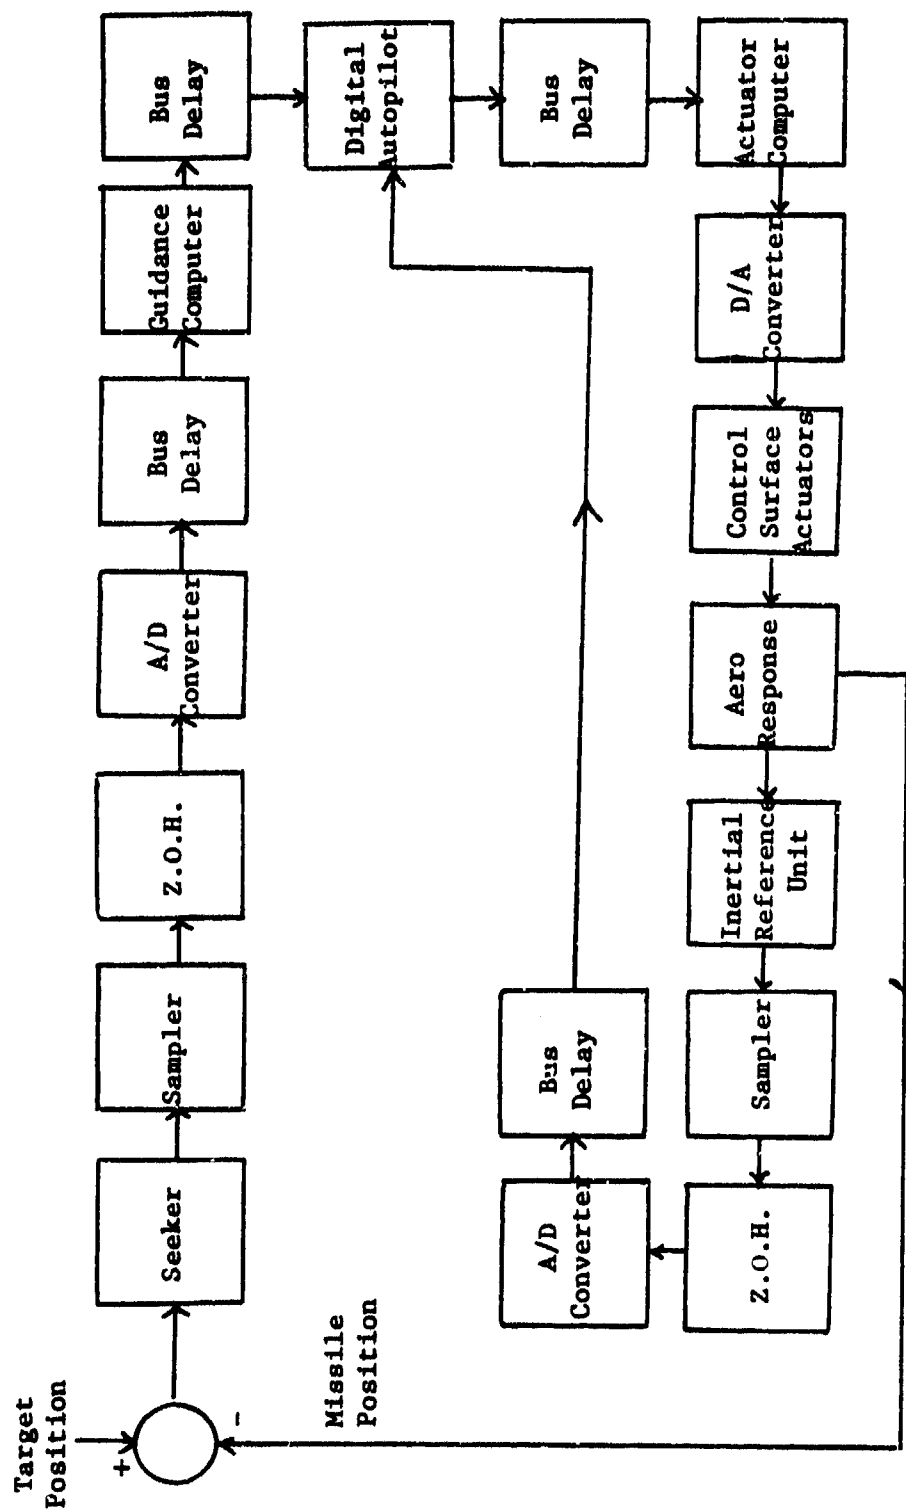 Target
Position
+
-
Missile
Position
Seeker
Sampler
Z.O.H.
A/D
Converter
Bus
Delay
Guidance
Computer
Bus
Delay
Digital
Autopilot
Bus
Delay
Actuator
Computer
D/A
Converter
Control
Surface
Actuators
Aero
Response
Inertial
Reference
Unit
Sampler
Z.O.H.
A/D
Converter
Bus
Delay